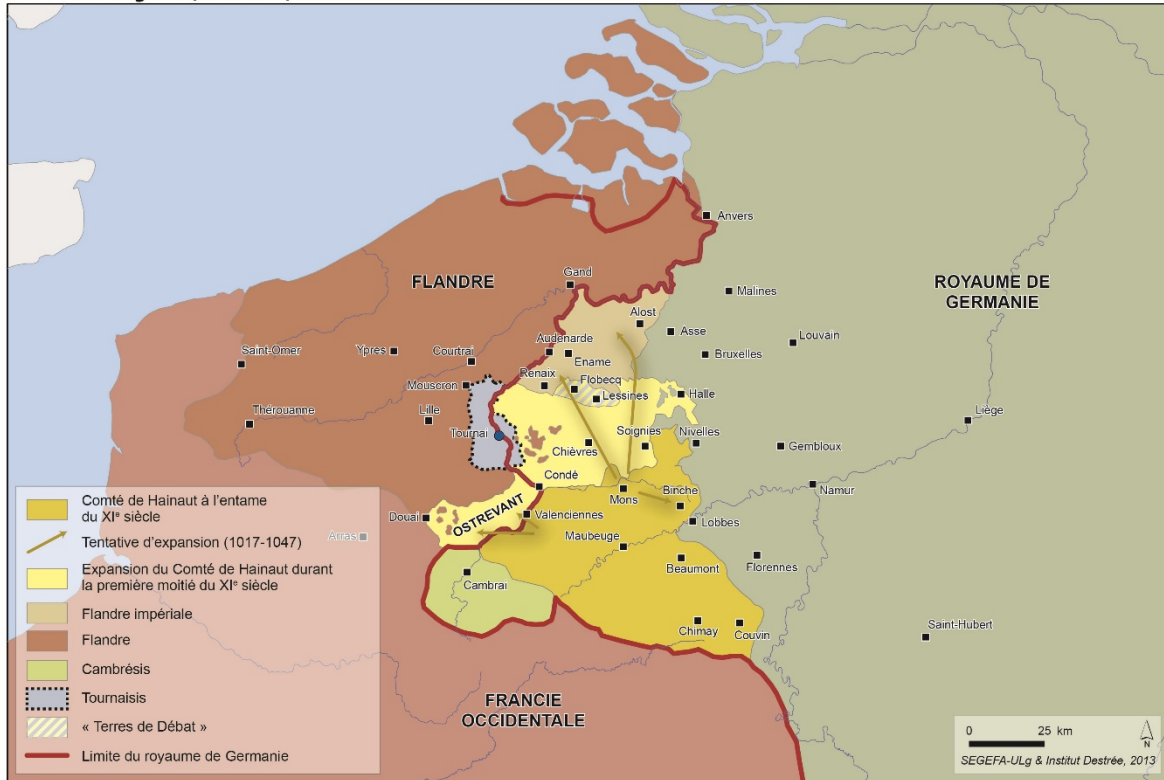 Anvers
Gand
FLANDRE
Malines
ROYAUME DE
GERMANIE
Alost
Asse
Louvain
Bruxelles
Audenarde
Ename
Ypres
Courtrai
Saint-Omer
Renaix
Flobecq
Mouscron
Lessines
Halle
Thérouanne
Lille
Liège
Tournai
Soignies
Nivelles
Chièvres
Gembloux
Condé
Mons
Binche
Namur
OSTREVANT
Douai
Valenciennes
Lobbes
Arras
Maubeuge
Beaumont
Florennes
Cambrai
Chimay
Couvin
Saint-Hubert
FRANCIE
OCCIDENTALE
Comté de Hainaut à l'entame
du XIe siècle
Tentative d'expansion (1017-1047)
Expansion du Comté de Hainaut durant
la première moitié du XIe siècle
Flandre impériale
Flandre
Cambrésis
Tournaisis
« Terres de Débat »
Limite du royaume de Germanie
0 25 km
N
SEGEFA-ULg & Institut Destrée, 2013